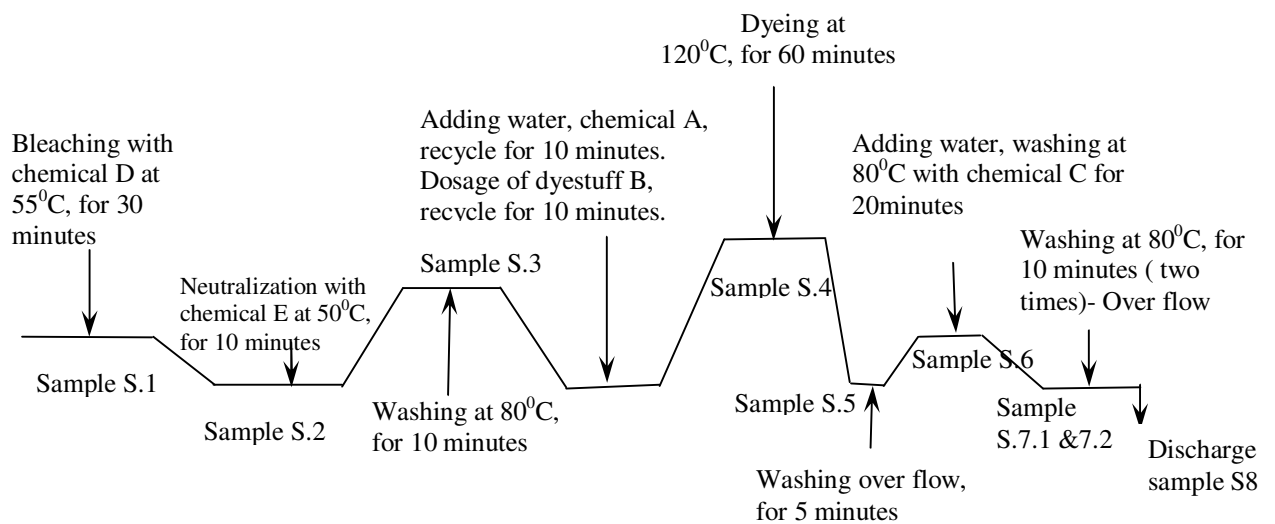 Dyeing at
120⁰C, for 60 minutes
Bleaching with
chemical D at
55⁰C, for 30
minutes
Adding water, chemical A,
recycle for 10 minutes.
Dosage of dyestuff B,
recycle for 10 minutes.
Adding water, washing at
80⁰C with chemical C for
20minutes
Washing at 80⁰C, for
10 minutes ( two
times)- Over flow
Neutralization with
chemical E at 50⁰C,
for 10 minutes
Sample S.3
Sample S.4
Sample S.1
Sample S.2
Washing at 80⁰C,
for 10 minutes
Sample S.5
Sample S.6
Sample
S.7.1 &7.2
Washing over flow,
for 5 minutes
Discharge
sample S8